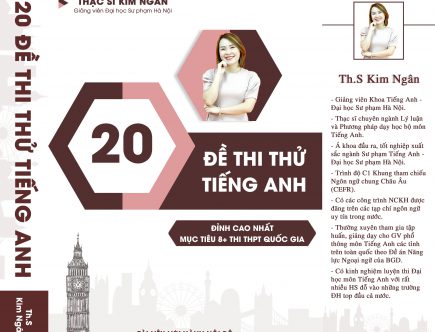 20 ĐỀ THI THỬ TIẾNG ANH
Th.S
THẠC SĨ KIM NGÂN
Giảng viên Đại học Sư phạm Hà Nội
20
ĐỀ THI THỬ
TIẾNG ANH
ĐỈNH CAO NHẤT
MỤC TIÊU 8+ THI THPT QUỐC GIA
Th.S Kim Ngân
- Giảng viên Khoa Tiếng Anh -
Đại học Sư phạm Hà Nội.
- Thạc sĩ chuyên ngành Lý luận
và Phương pháp dạy học bộ môn
Tiếng Anh.
- Á khoa đầu ra, tốt nghiệp xuất
sắc ngành Sư phạm Tiếng Anh -
Đại học Sư phạm Hà Nội.
- Trình độ C1 Khung tham chiếu
Ngôn ngữ chung Châu Âu
(CEFR).
- Có các công trình NCKH được
đăng trên các tạp chí ngôn ngữ
uy tín trong nước.
- Thường xuyên tham gia tập
huấn, giảng dạy cho GV phổ
thông môn Tiếng Anh các tỉnh
trên toàn quốc theo Đề án Năng
lực Ngoại ngữ của BGD.
- Có kinh nghiệm luyện thi Đại
học môn Tiếng Anh với rất
nhiều HS đỗ vào những trường
ĐH top đầu cả nước.